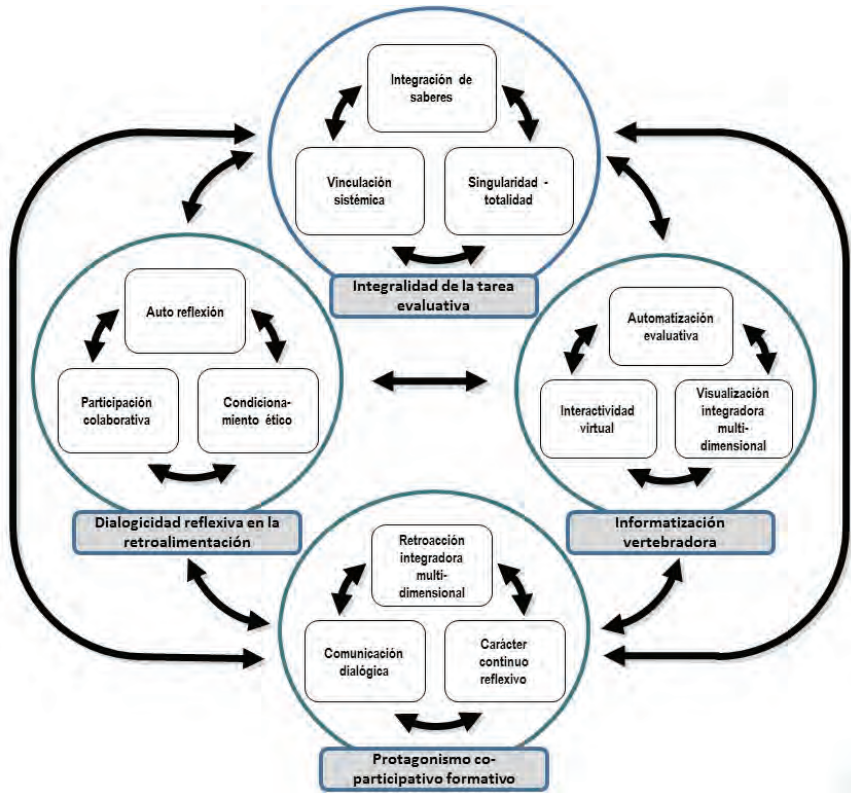 Integración de
saberes
Vinculación
sistémica
Singularidad -
totalidad
Integralidad de la tarea
evaluativa
Auto reflexión
Participación
colaborativa
Condiciona-
miento ético
Dialogicidad reflexiva en la
retroalimentación
Automatización
evaluativa
Interactividad
virtual
Visualización
integradora
multi-
dimensional
Informatización
vertebradora
Retroacción
integradora
multi-
dimensional
Comunicación
dialógica
Carácter
continuo
reflexivo
Protagonismo co-
participativo formativo